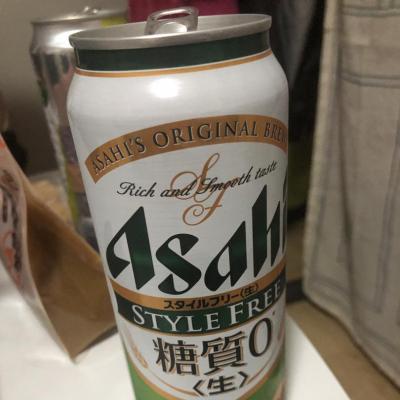 ASAHI'S ORIGINAL BREW
Rich and Smooth taste
Asahi
スタイルフリー〈生〉
STYLE FREE
糖質0*
〈生〉